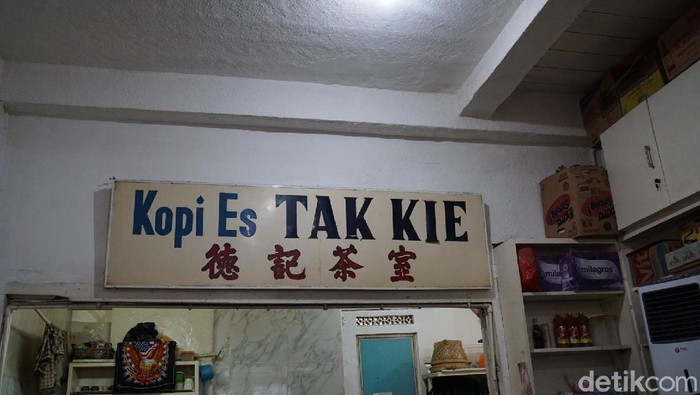 Kopi Es TAK KIE
德記茶室
milagros
detikcom